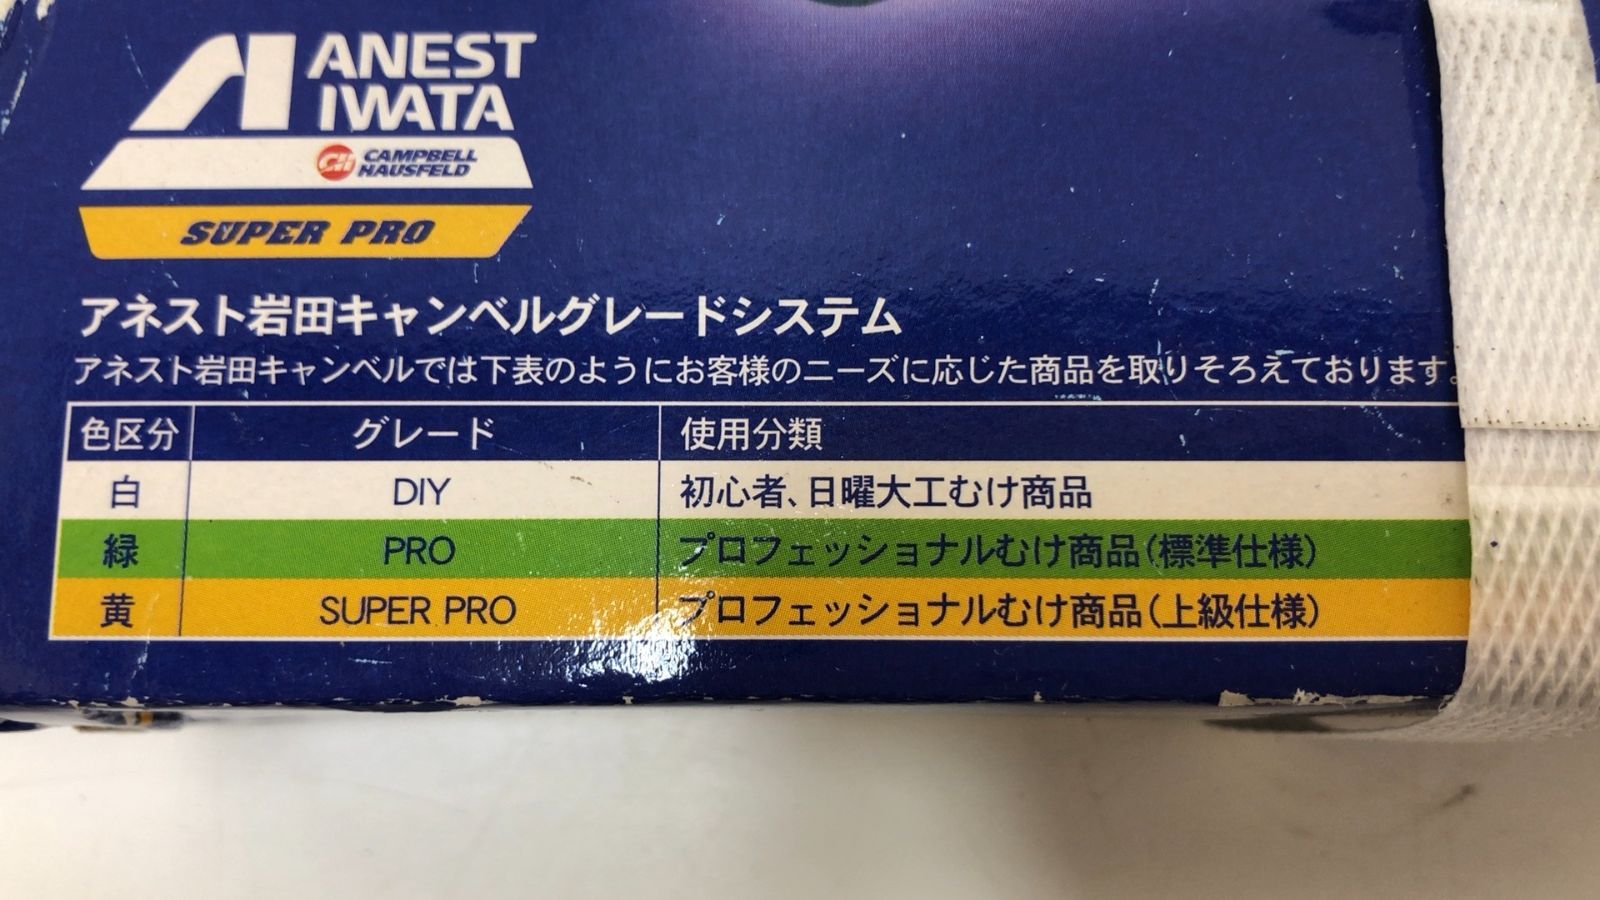 ANEST
IWATA
CH CAMPBELL
HAUSFELD
SUPER PRO
アネスト岩田キャンベルグレードシステム
アネスト岩田キャンベルでは下表のようにお客様のニーズに応じた商品を取りそろえております。
色区分 グレード 使用分類
白 DIY 初心者、日曜大工むけ商品
緑 PRO プロフェッショナルむけ商品(標準仕様)
黄 SUPER PRO プロフェッショナルむけ商品(上級仕様)